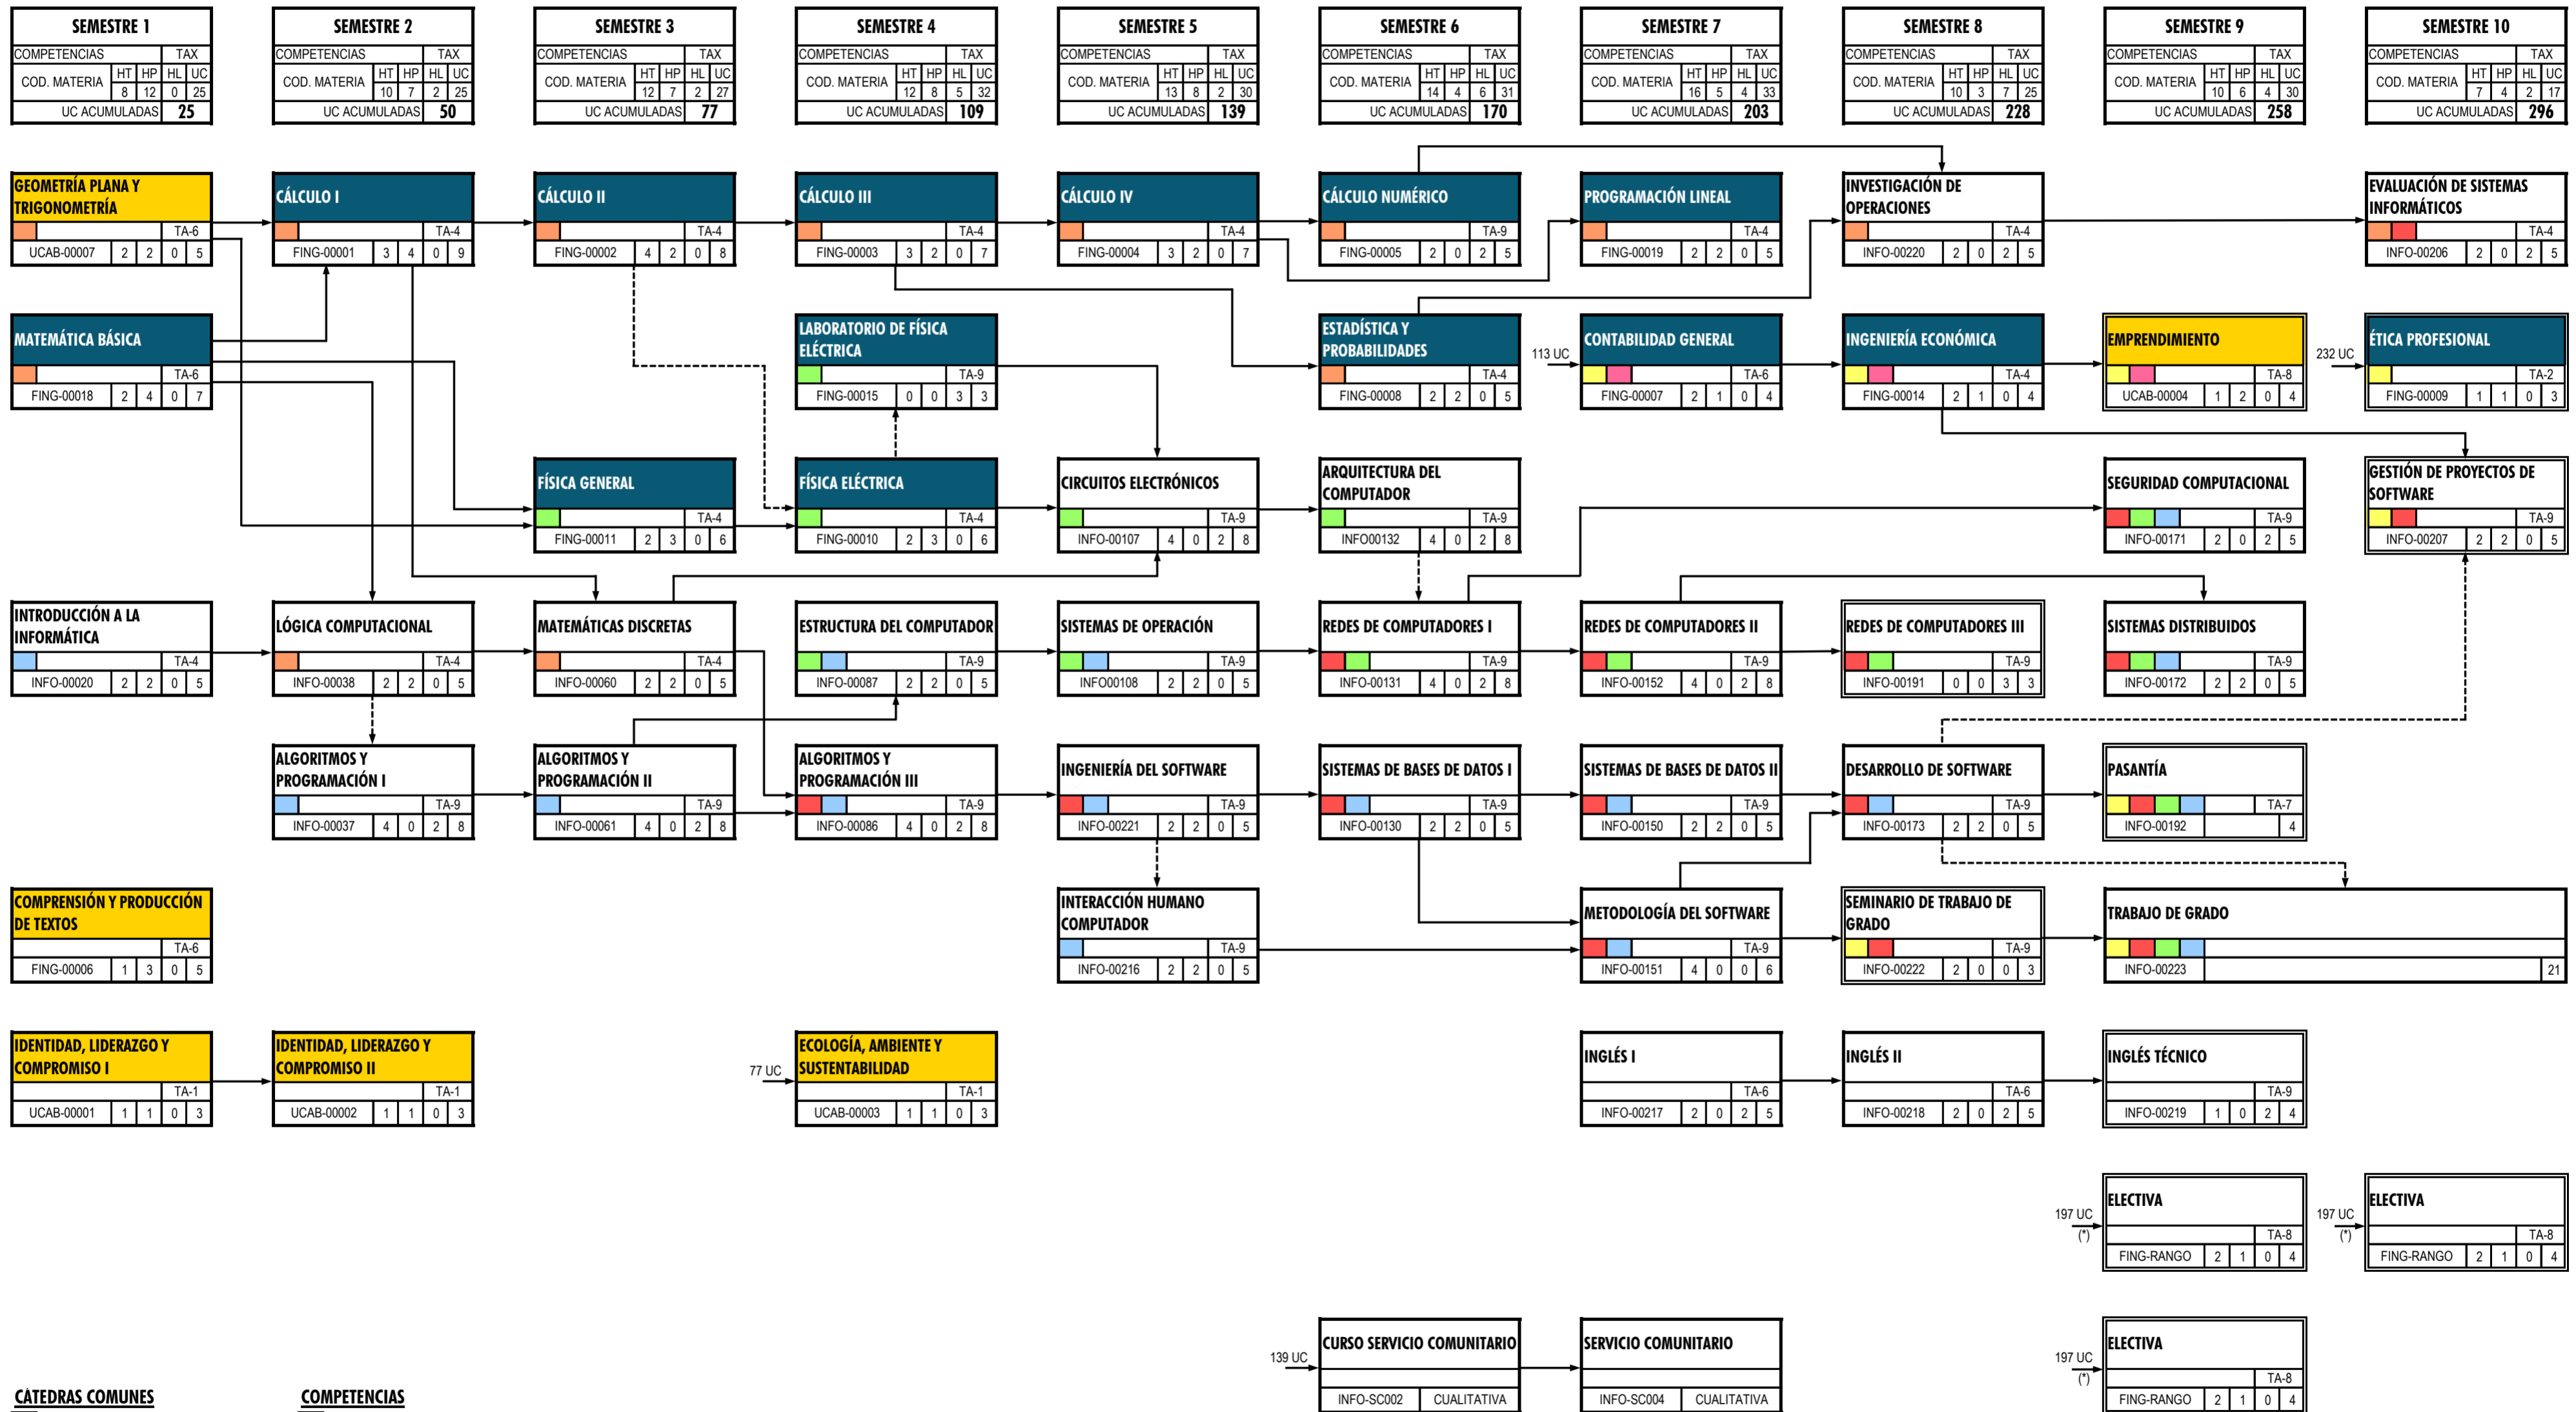 SEMESTRE 1
COMPETENCIAS TAX
COD. MATERIA HT HP HL UC
8 12 0 25
UC ACUMULADAS 25
SEMESTRE 2
COMPETENCIAS TAX
COD. MATERIA HT HP HL UC
10 7 2 25
UC ACUMULADAS 50
SEMESTRE 3
COMPETENCIAS TAX
COD. MATERIA HT HP HL UC
12 7 2 27
UC ACUMULADAS 77
SEMESTRE 4
COMPETENCIAS TAX
COD. MATERIA HT HP HL UC
12 8 5 32
UC ACUMULADAS 109
SEMESTRE 5
COMPETENCIAS TAX
COD. MATERIA HT HP HL UC
13 8 2 30
UC ACUMULADAS 139
SEMESTRE 6
COMPETENCIAS TAX
COD. MATERIA HT HP HL UC
14 4 6 31
UC ACUMULADAS 170
SEMESTRE 7
COMPETENCIAS TAX
COD. MATERIA HT HP HL UC
16 5 4 33
UC ACUMULADAS 203
SEMESTRE 8
COMPETENCIAS TAX
COD. MATERIA HT HP HL UC
10 3 7 25
UC ACUMULADAS 228
SEMESTRE 9
COMPETENCIAS TAX
COD. MATERIA HT HP HL UC
10 6 4 30
UC ACUMULADAS 258
SEMESTRE 10
COMPETENCIAS TAX
COD. MATERIA HT HP HL UC
7 4 2 17
UC ACUMULADAS 296
GEOMETRÍA PLANA Y
TRIGONOMETRÍA
TA-6
UCAB-00007 2 2 0 5
CÁLCULO I
TA-4
FING-00001 3 4 0 9
CÁLCULO II
TA-4
FING-00002 4 2 0 8
CÁLCULO III
TA-4
FING-00003 3 2 0 7
CÁLCULO IV
TA-4
FING-00004 3 2 0 7
CÁLCULO NUMÉRICO
TA-9
FING-00005 2 0 2 5
PROGRAMACIÓN LINEAL
TA-4
FING-00019 2 2 0 5
INVESTIGACIÓN DE
OPERACIONES
TA-4
INFO-00220 2 0 2 5
EVALUACIÓN DE SISTEMAS
INFORMÁTICOS
TA-4
INFO-00206 2 0 2 5
MATEMÁTICA BÁSICA
TA-6
FING-00018 2 4 0 7
LABORATORIO DE FÍSICA
ELÉCTRICA
TA-9
FING-00015 0 0 3 3
ESTADÍSTICA Y
PROBABILIDADES
TA-4
FING-00008 2 2 0 5
113 UC
CONTABILIDAD GENERAL
TA-6
FING-00007 2 1 0 4
INGENIERÍA ECONÓMICA
TA-4
FING-00014 2 1 0 4
EMPRENDIMIENTO
TA-8
UCAB-00004 1 2 0 4
232 UC
ÉTICA PROFESIONAL
TA-2
FING-00009 1 1 0 3
FÍSICA GENERAL
TA-4
FING-00011 2 3 0 6
FÍSICA ELÉCTRICA
TA-4
FING-00010 2 3 0 6
CIRCUITOS ELECTRÓNICOS
TA-9
INFO-00107 4 0 2 8
ARQUITECTURA DEL
COMPUTADOR
TA-9
INFO00132 4 0 2 8
SEGURIDAD COMPUTACIONAL
TA-9
INFO-00171 2 0 2 5
GESTIÓN DE PROYECTOS DE
SOFTWARE
TA-9
INFO-00207 2 2 0 5
INTRODUCCIÓN A LA
INFORMÁTICA
TA-4
INFO-00020 2 2 0 5
LÓGICA COMPUTACIONAL
TA-4
INFO-00038 2 2 0 5
MATEMÁTICAS DISCRETAS
TA-4
INFO-00060 2 2 0 5
ESTRUCTURA DEL COMPUTADOR
TA-9
INFO-00087 2 2 0 5
SISTEMAS DE OPERACIÓN
TA-9
INFO00108 2 2 0 5
REDES DE COMPUTADORES I
TA-9
INFO-00131 4 0 2 8
REDES DE COMPUTADORES II
TA-9
INFO-00152 4 0 2 8
REDES DE COMPUTADORES III
TA-9
INFO-00191 0 0 3 3
SISTEMAS DISTRIBUIDOS
TA-9
INFO-00172 2 2 0 5
ALGORITMOS Y
PROGRAMACIÓN I
TA-9
INFO-00037 4 0 2 8
ALGORITMOS Y
PROGRAMACIÓN II
TA-9
INFO-00061 4 0 2 8
ALGORITMOS Y
PROGRAMACIÓN III
TA-9
INFO-00086 4 0 2 8
INGENIERÍA DEL SOFTWARE
TA-9
INFO-00221 2 2 0 5
SISTEMAS DE BASES DE DATOS I
TA-9
INFO-00130 2 2 0 5
SISTEMAS DE BASES DE DATOS II
TA-9
INFO-00150 2 2 0 5
DESARROLLO DE SOFTWARE
TA-9
INFO-00173 2 2 0 5
PASANTÍA
TA-7
INFO-00192 4
COMPRENSIÓN Y PRODUCCIÓN
DE TEXTOS
TA-6
FING-00006 1 3 0 5
INTERACCIÓN HUMANO
COMPUTADOR
TA-9
INFO-00216 2 2 0 5
METODOLOGÍA DEL SOFTWARE
TA-9
INFO-00151 4 0 0 6
SEMINARIO DE TRABAJO DE
GRADO
TA-9
INFO-00222 2 0 0 3
TRABAJO DE GRADO
INFO-00223 21
IDENTIDAD, LIDERAZGO Y
COMPROMISO I
TA-1
UCAB-00001 1 1 0 3
IDENTIDAD, LIDERAZGO Y
COMPROMISO II
TA-1
UCAB-00002 1 1 0 3
77 UC
ECOLOGÍA, AMBIENTE Y
SUSTENTABILIDAD
TA-1
UCAB-00003 1 1 0 3
INGLÉS I
TA-6
INFO-00217 2 0 2 5
INGLÉS II
TA-6
INFO-00218 2 0 2 5
INGLÉS TÉCNICO
TA-9
INFO-00219 1 0 2 4
197 UC
(*)
ELECTIVA
TA-8
FING-RANGO 2 1 0 4
197 UC
(*)
ELECTIVA
TA-8
FING-RANGO 2 1 0 4
139 UC
CURSO SERVICIO COMUNITARIO
INFO-SC002 CUALITATIVA
SERVICIO COMUNITARIO
INFO-SC004 CUALITATIVA
197 UC
(*)
ELECTIVA
TA-8
FING-RANGO 2 1 0 4
CÁTEDRAS COMUNES
COMPETENCIAS